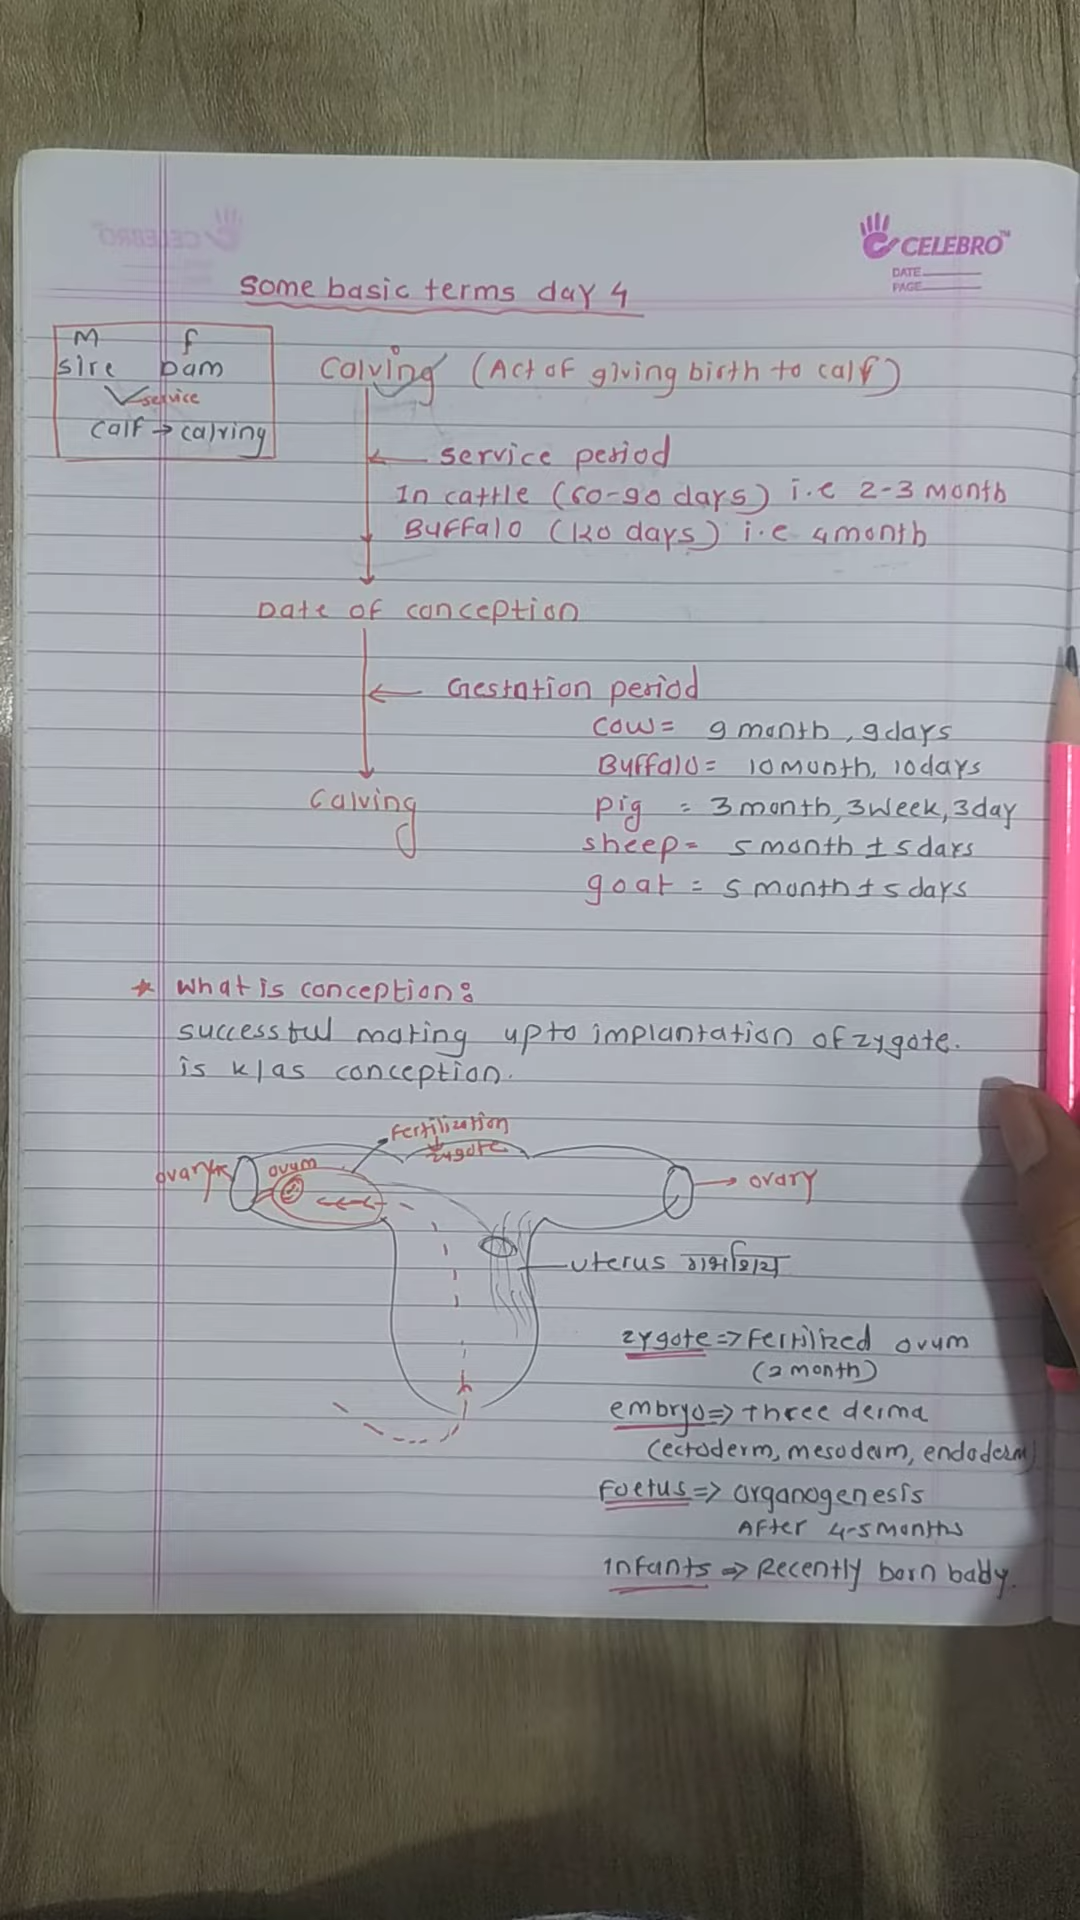 CELEBRO™
DATE
PAGE
Some basic terms day 4
M f
sire Dam
service
calf → calving
Calving (Act of giving birth to calf)
← service period
In cattle (60-90 days) i.e 2-3 month
Buffalo (120 days) i.e 4 month
Date of conception
← Gestation period
cow = 9 month, 9 days
Buffalo = 10 month, 10 days
Calving
pig = 3 month, 3 week, 3 day
sheep = 5 month ± 5 days
goat = 5 month ± 5 days
* What is conception:
successful mating upto implantation of zygote.
is k/as conception.
Fertilization
zygote
ovary
ovum
→ ovary
uterus गर्भाशय
zygote => Fertilized ovum
(2 month)
embryo => three derma
(ectoderm, mesoderm, endoderm)
Foetus => organogenesis
After 4-5 months
Infants => Recently born baby.